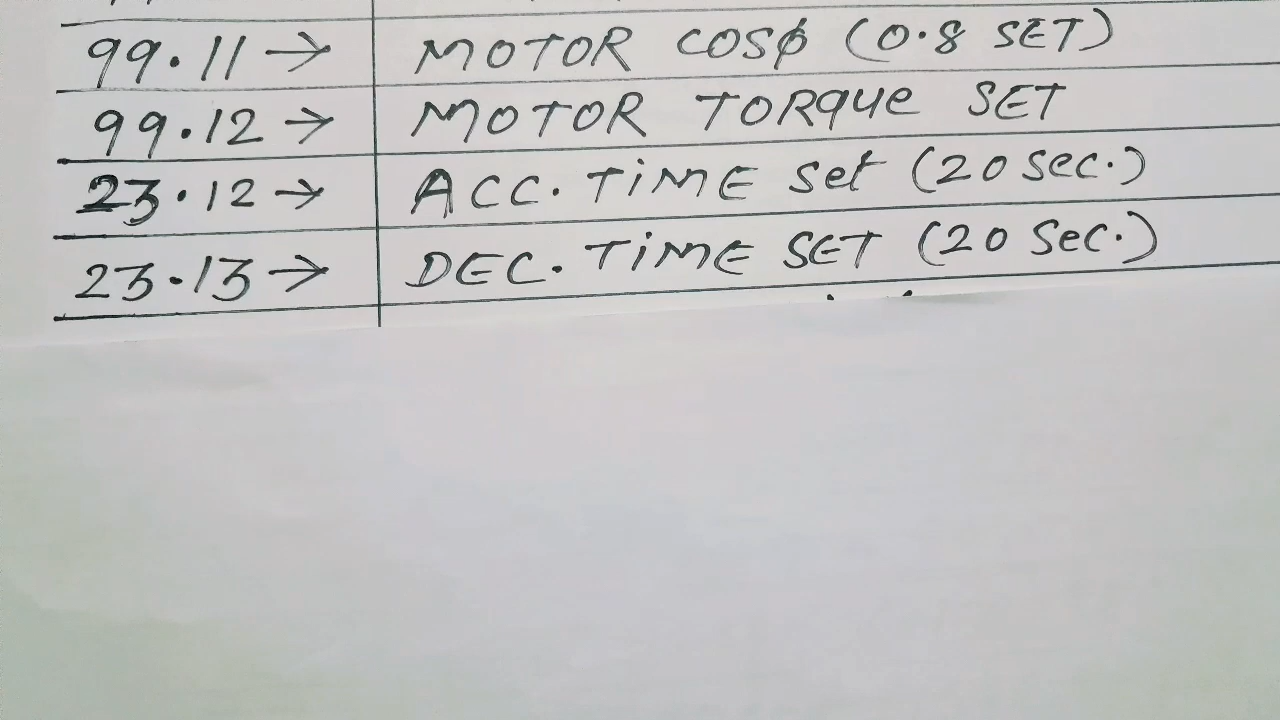 99.11 → MOTOR COSϕ (0.8 SET)
99.12 → MOTOR TORque SET
23.12 → ACC. TiME Set (20 Sec.)
23.13 → DEC. TiME SET (20 Sec.)